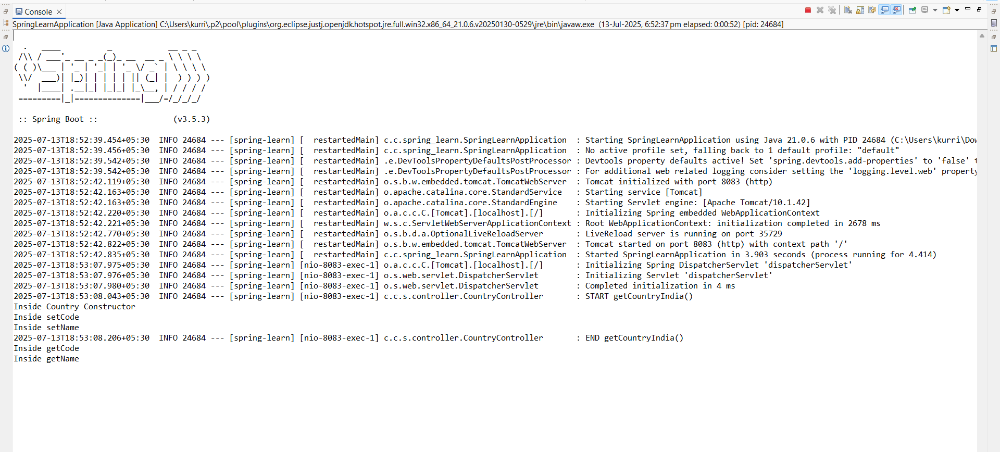 Console
SpringLearnApplication [Java Application] C:\Users\kurri\.p2\pool\plugins\org.eclipse.justj.openjdk.hotspot.jre.full.win32.x86_64_21.0.6.v20250130-0529\jre\bin\javaw.exe (13-Jul-2025, 6:52:37 pm elapsed: 0:00:52) [pid: 24684]
  .   ____          _            __ _ _
 /\\ / ___'_ __ _ _(_)_ __  __ _ \ \ \ \
( ( )\___ | '_ | '_| | '_ \/ _` | \ \ \ \
 \\/  ___)| |_)| | | | | || (_| |  ) ) ) )
  '  |____| .__|_| |_|_| |_\__, | / / / /
 =========|_|==============|___/=/_/_/_/
 :: Spring Boot ::                (v3.5.3)
2025-07-13T18:52:39.454+05:30  INFO 24684 --- [spring-learn] [  restartedMain] c.c.spring_learn.SpringLearnApplication  : Starting SpringLearnApplication using Java 21.0.6 with PID 24684 (C:\Users\kurri\Dow
2025-07-13T18:52:39.456+05:30  INFO 24684 --- [spring-learn] [  restartedMain] c.c.spring_learn.SpringLearnApplication  : No active profile set, falling back to 1 default profile: "default"
2025-07-13T18:52:39.542+05:30  INFO 24684 --- [spring-learn] [  restartedMain] .e.DevToolsPropertyDefaultsPostProcessor : Devtools property defaults active! Set 'spring.devtools.add-properties' to 'false' t
2025-07-13T18:52:39.542+05:30  INFO 24684 --- [spring-learn] [  restartedMain] .e.DevToolsPropertyDefaultsPostProcessor : For additional web related logging consider setting the 'logging.level.web' property
2025-07-13T18:52:42.119+05:30  INFO 24684 --- [spring-learn] [  restartedMain] o.s.b.w.embedded.tomcat.TomcatWebServer  : Tomcat initialized with port 8083 (http)
2025-07-13T18:52:42.163+05:30  INFO 24684 --- [spring-learn] [  restartedMain] o.apache.catalina.core.StandardService   : Starting service [Tomcat]
2025-07-13T18:52:42.163+05:30  INFO 24684 --- [spring-learn] [  restartedMain] o.apache.catalina.core.StandardEngine    : Starting Servlet engine: [Apache Tomcat/10.1.42]
2025-07-13T18:52:42.220+05:30  INFO 24684 --- [spring-learn] [  restartedMain] o.a.c.c.C.[Tomcat].[localhost].[/]       : Initializing Spring embedded WebApplicationContext
2025-07-13T18:52:42.221+05:30  INFO 24684 --- [spring-learn] [  restartedMain] w.s.c.ServletWebServerApplicationContext : Root WebApplicationContext: initialization completed in 2678 ms
2025-07-13T18:52:42.770+05:30  INFO 24684 --- [spring-learn] [  restartedMain] o.s.b.d.a.OptionalLiveReloadServer       : LiveReload server is running on port 35729
2025-07-13T18:52:42.822+05:30  INFO 24684 --- [spring-learn] [  restartedMain] o.s.b.w.embedded.tomcat.TomcatWebServer  : Tomcat started on port 8083 (http) with context path '/'
2025-07-13T18:52:42.835+05:30  INFO 24684 --- [spring-learn] [  restartedMain] c.c.spring_learn.SpringLearnApplication  : Started SpringLearnApplication in 3.903 seconds (process running for 4.414)
2025-07-13T18:53:07.975+05:30  INFO 24684 --- [spring-learn] [nio-8083-exec-1] o.a.c.c.C.[Tomcat].[localhost].[/]       : Initializing Spring DispatcherServlet 'dispatcherServlet'
2025-07-13T18:53:07.976+05:30  INFO 24684 --- [spring-learn] [nio-8083-exec-1] o.s.web.servlet.DispatcherServlet        : Initializing Servlet 'dispatcherServlet'
2025-07-13T18:53:07.980+05:30  INFO 24684 --- [spring-learn] [nio-8083-exec-1] o.s.web.servlet.DispatcherServlet        : Completed initialization in 4 ms
2025-07-13T18:53:08.043+05:30  INFO 24684 --- [spring-learn] [nio-8083-exec-1] c.c.s.controller.CountryController       : START getCountryIndia()
Inside Country Constructor
Inside setCode
Inside setName
2025-07-13T18:53:08.206+05:30  INFO 24684 --- [spring-learn] [nio-8083-exec-1] c.c.s.controller.CountryController       : END getCountryIndia()
Inside getCode
Inside getName